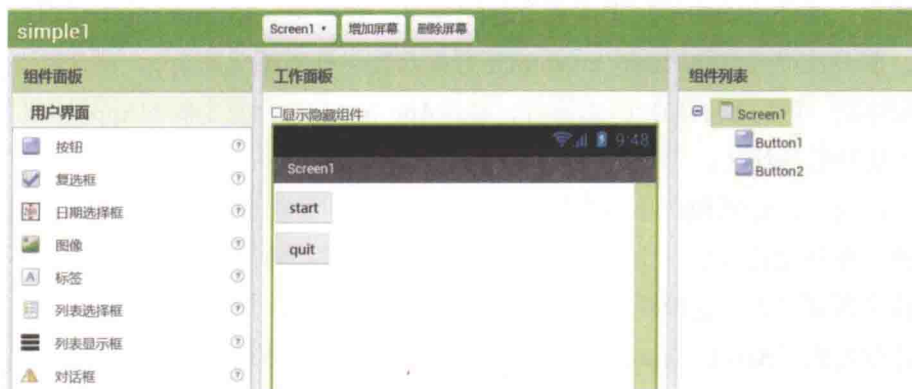 simple1
Screen1 增加屏幕 删除屏幕
组件面板
用户界面
按钮
复选框
日期选择框
图像
标签
列表选择框
列表显示框
对话框
工作面板
显示隐藏组件
9:48
Screen1
start
quit
组件列表
Screen1
Button1
Button2